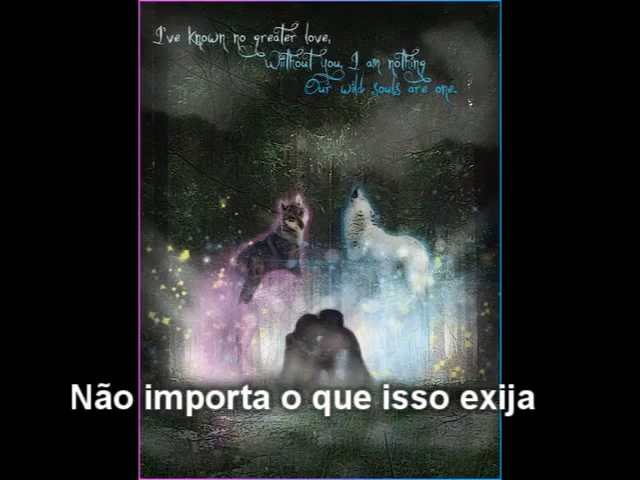 I've known no greater love,
Without you, I am nothing
Our wild souls are one.
Não importa o que isso exija